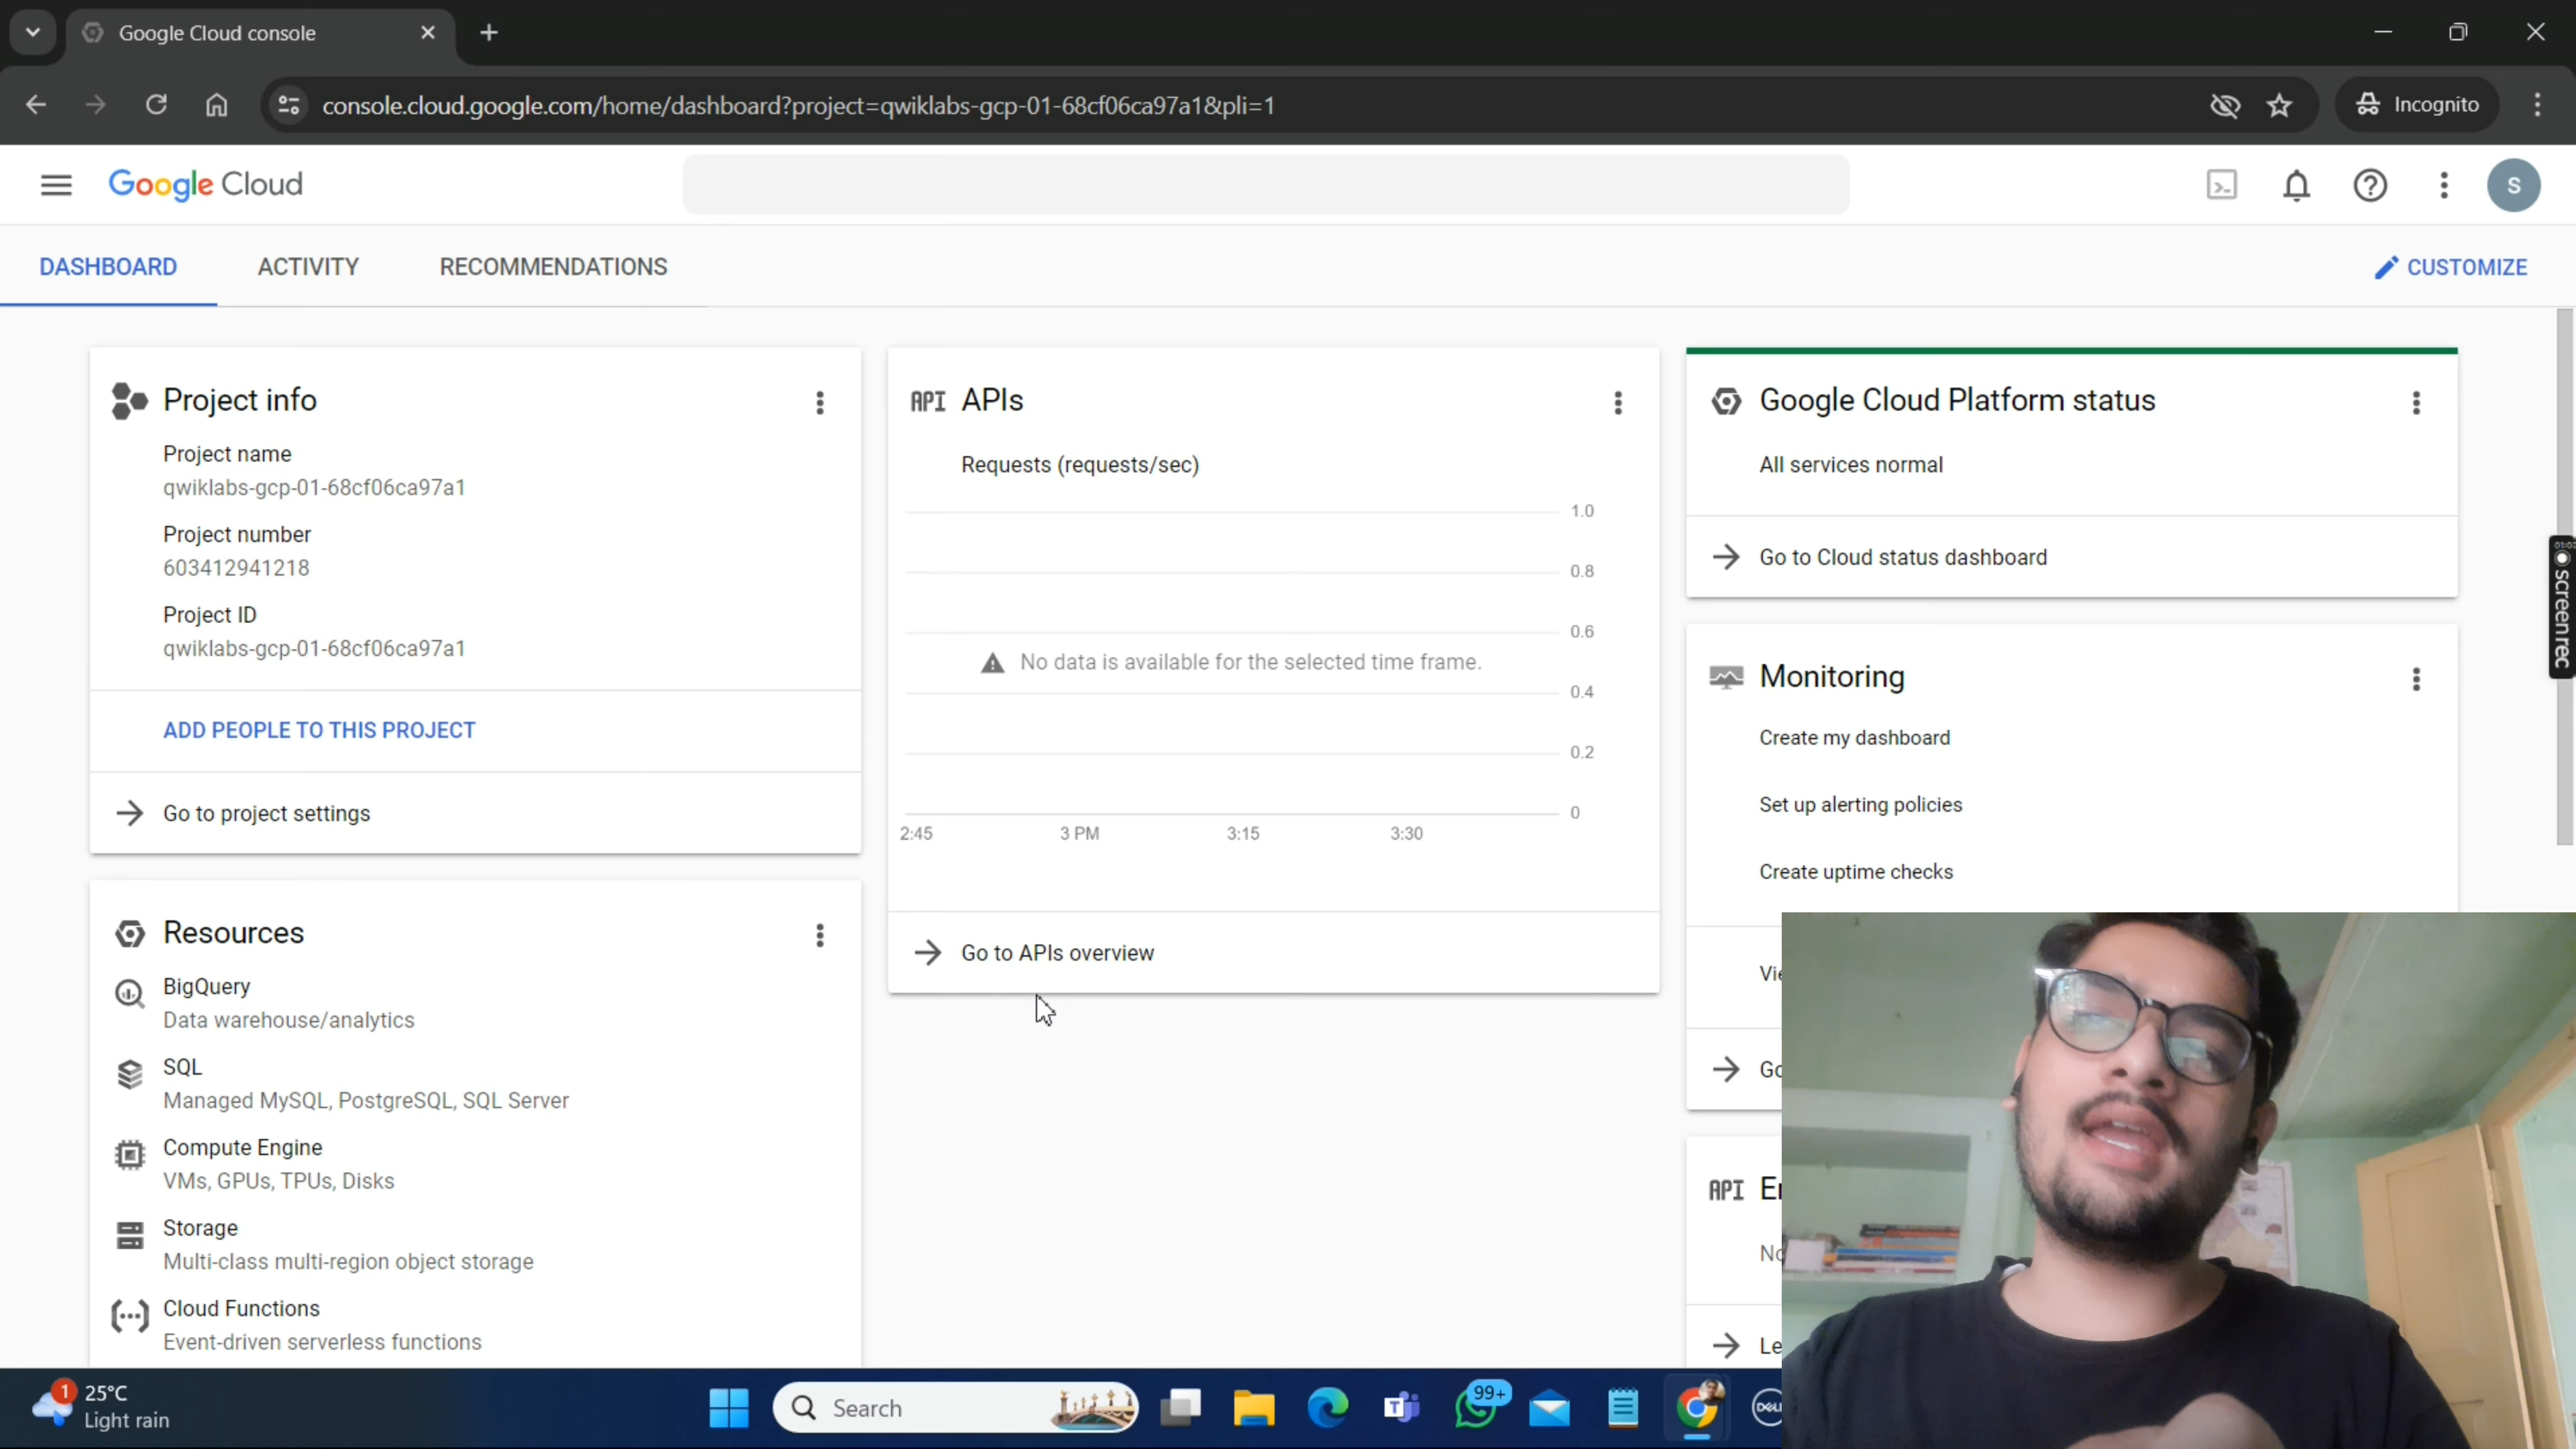 Google Cloud console
console.cloud.google.com/home/dashboard?project=qwiklabs-gcp-01-68cf06ca97a1&pli=1
Incognito
Google Cloud
S
DASHBOARD
ACTIVITY
RECOMMENDATIONS
CUSTOMIZE
Project info
Project name
qwiklabs-gcp-01-68cf06ca97a1
Project number
603412941218
Project ID
qwiklabs-gcp-01-68cf06ca97a1
ADD PEOPLE TO THIS PROJECT
Go to project settings
Resources
BigQuery
Data warehouse/analytics
SQL
Managed MySQL, PostgreSQL, SQL Server
Compute Engine
VMs, GPUs, TPUs, Disks
Storage
Multi-class multi-region object storage
Cloud Functions
Event-driven serverless functions
API APIs
Requests (requests/sec)
1.0
0.8
0.6
No data is available for the selected time frame.
0.4
0.2
0
2:45 3 PM 3:15 3:30
Go to APIs overview
Google Cloud Platform status
All services normal
Go to Cloud status dashboard
Monitoring
Create my dashboard
Set up alerting policies
Create uptime checks
API
screenrec
1
25°C
Light rain
Search
T
99+
DELL